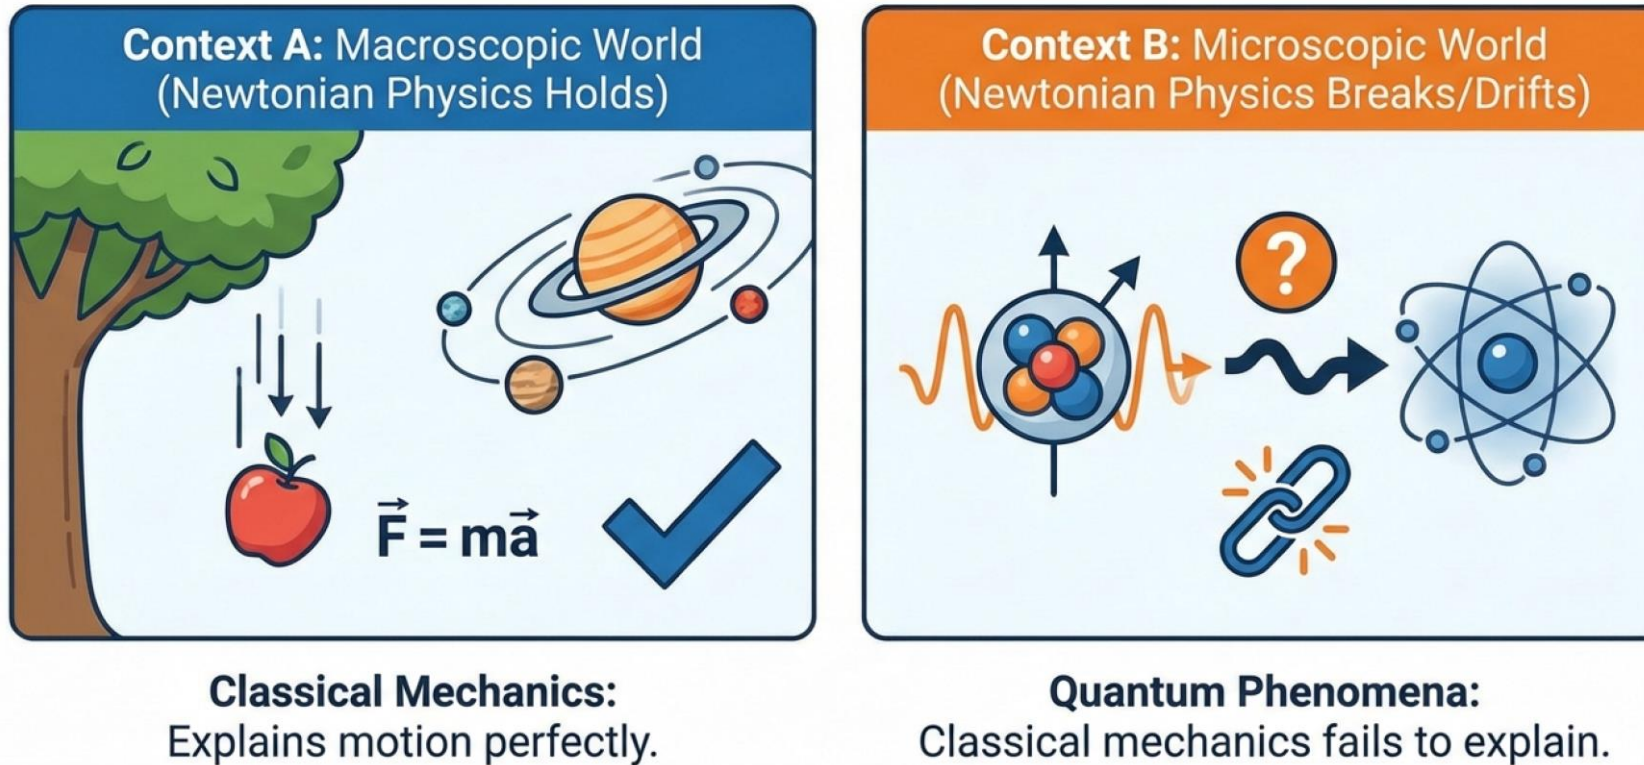 Context A: Macroscopic World
(Newtonian Physics Holds)
F⃗ = ma⃗
Classical Mechanics:
Explains motion perfectly.
Context B: Microscopic World
(Newtonian Physics Breaks/Drifts)
?
Quantum Phenomena:
Classical mechanics fails to explain.